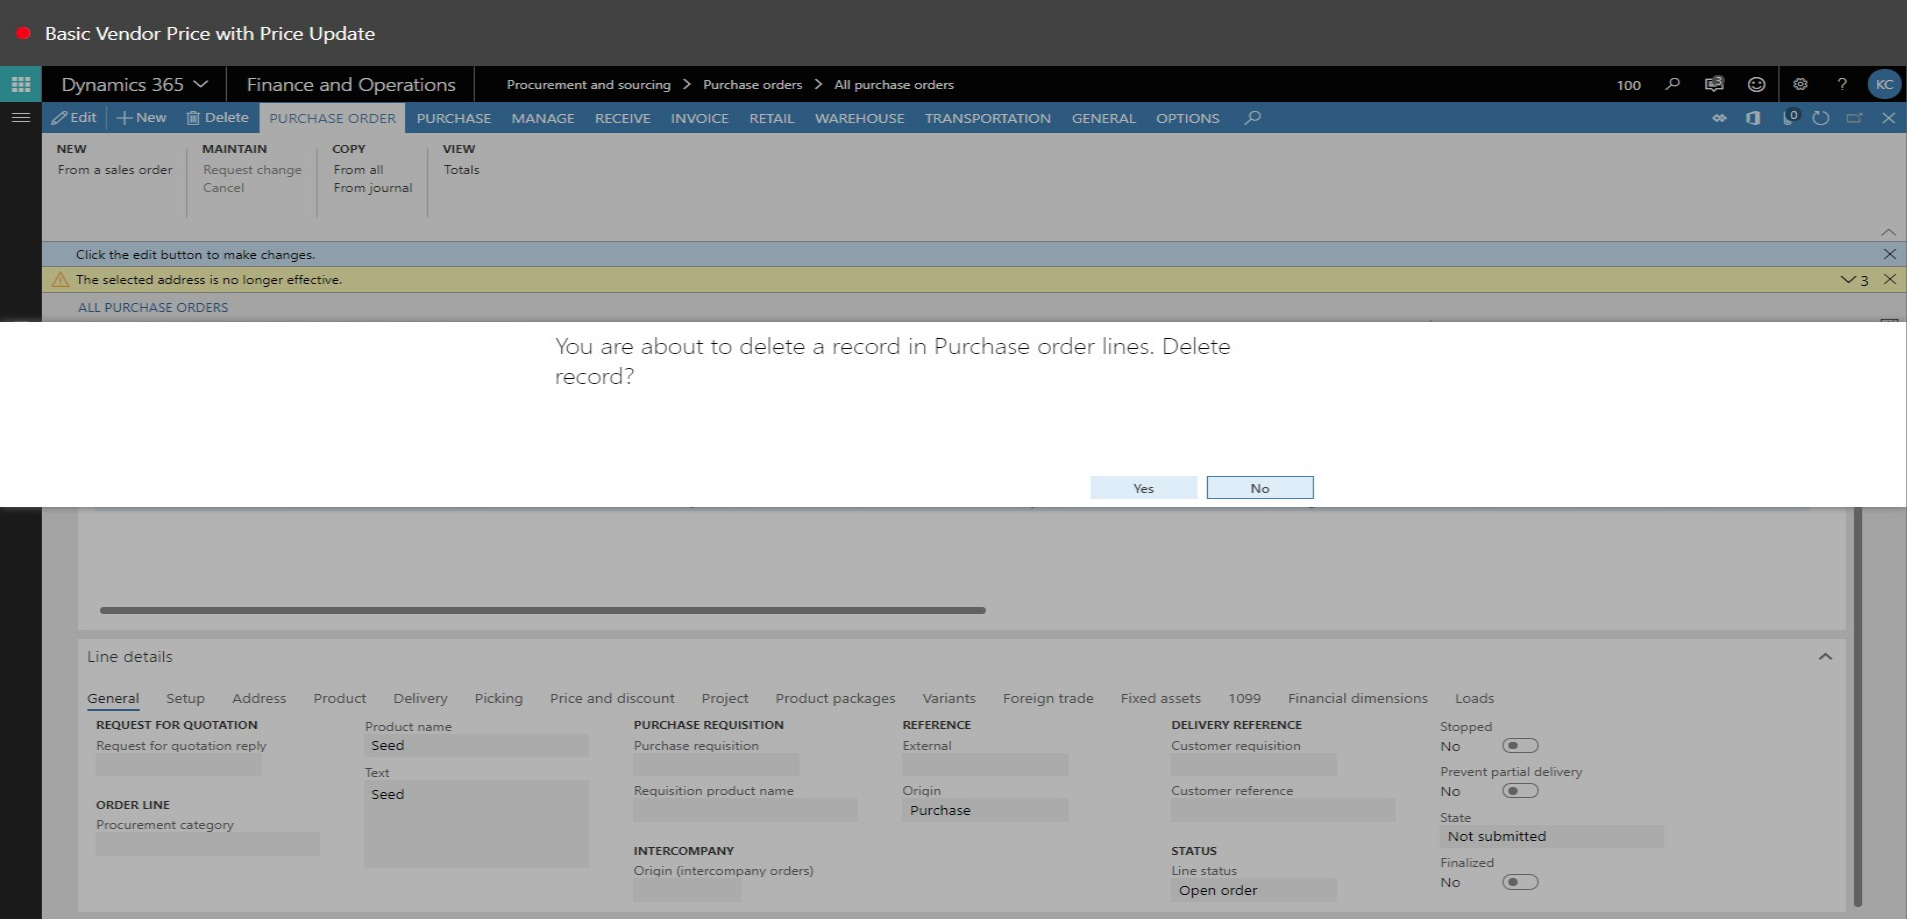 Basic Vendor Price with Price Update
Dynamics 365 Finance and Operations Procurement and sourcing > Purchase orders > All purchase orders 100 3 ? KC
Edit + New Delete PURCHASE ORDER PURCHASE MANAGE RECEIVE INVOICE RETAIL WAREHOUSE TRANSPORTATION GENERAL OPTIONS 0
NEW MAINTAIN COPY VIEW
From a sales order Request change From all Totals
Cancel From journal
Click the edit button to make changes.
The selected address is no longer effective. 3
ALL PURCHASE ORDERS
You are about to delete a record in Purchase order lines. Delete
record?
Yes No
Line details
General Setup Address Product Delivery Picking Price and discount Project Product packages Variants Foreign trade Fixed assets 1099 Financial dimensions Loads
REQUEST FOR QUOTATION
Request for quotation reply
ORDER LINE
Procurement category
Product name
Seed
Text
Seed
PURCHASE REQUISITION
Purchase requisition
Requisition product name
INTERCOMPANY
Origin (intercompany orders)
REFERENCE
External
Origin
Purchase
DELIVERY REFERENCE
Customer requisition
Customer reference
STATUS
Line status
Open order
Stopped
No
Prevent partial delivery
No
State
Not submitted
Finalized
No